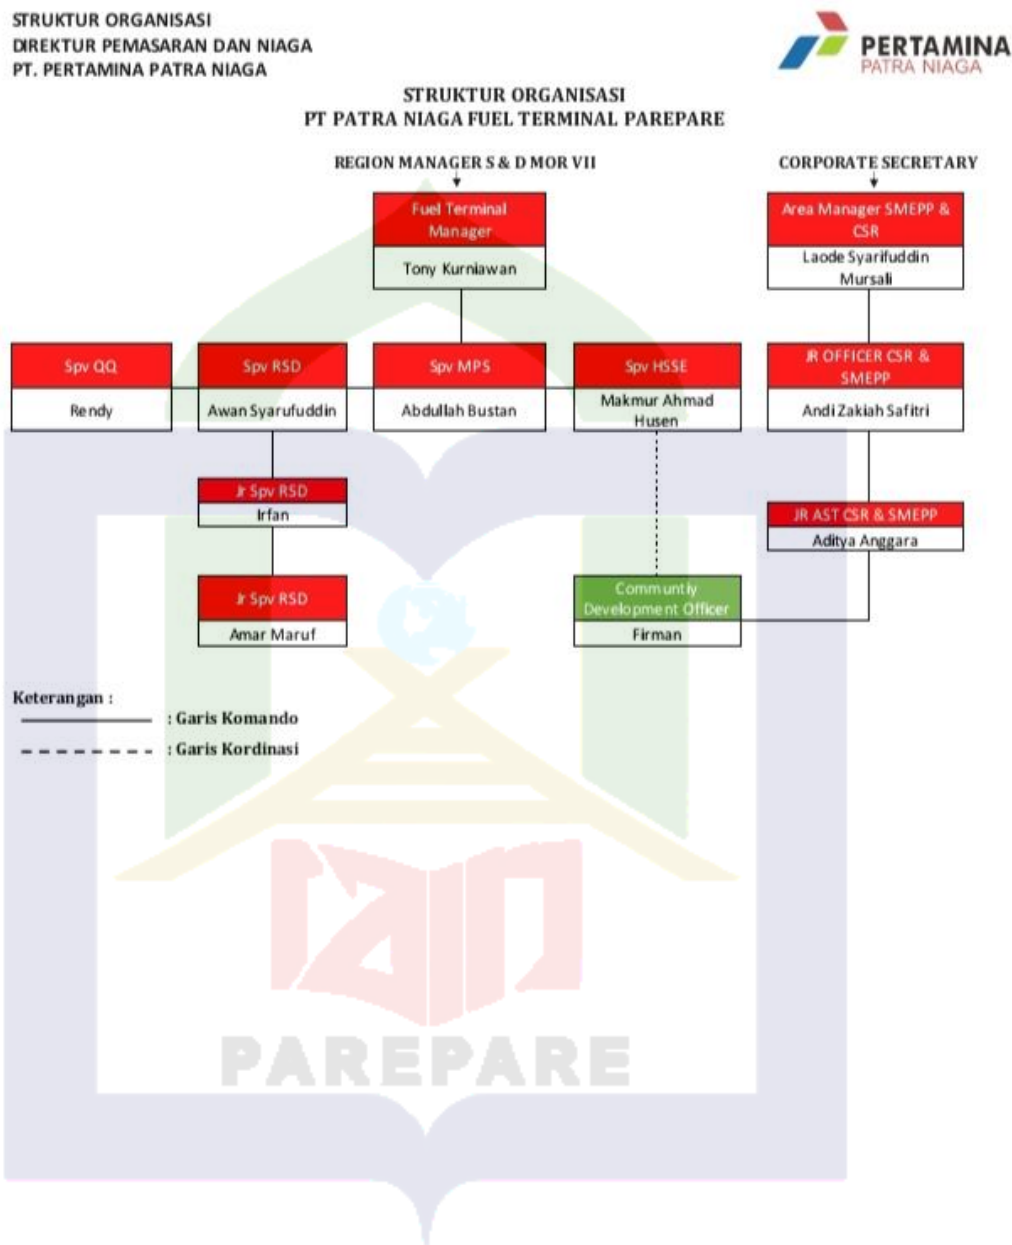 STRUKTUR ORGANISASI
DIREKTUR PEMASARAN DAN NIAGA
PT. PERTAMINA PATRA NIAGA
PERTAMINA
PATRA NIAGA
STRUKTUR ORGANISASI
PT PATRA NIAGA FUEL TERMINAL PAREPARE
REGION MANAGER S & D MOR VII
CORPORATE SECRETARY
Fuel Terminal
Manager
Tony Kurniawan
Area Manager SMEPP &
CSR
Laode Syarifuddin
Mursali
Spv QQ
Rendy
Spv RSD
Awan Syarufuddin
Spv MPS
Abdullah Bustan
Spv HSSE
Makmur Ahmad
Husen
JR OFFICER CSR &
SMEPP
Andi Zakiah Safitri
Jr Spv RSD
Irfan
JR AST CSR & SMEPP
Aditya Anggara
Jr Spv RSD
Amar Maruf
Communtiy
Development Officer
Firman
Keterangan :
: Garis Komando
: Garis Kordinasi
iain
PAREPARE